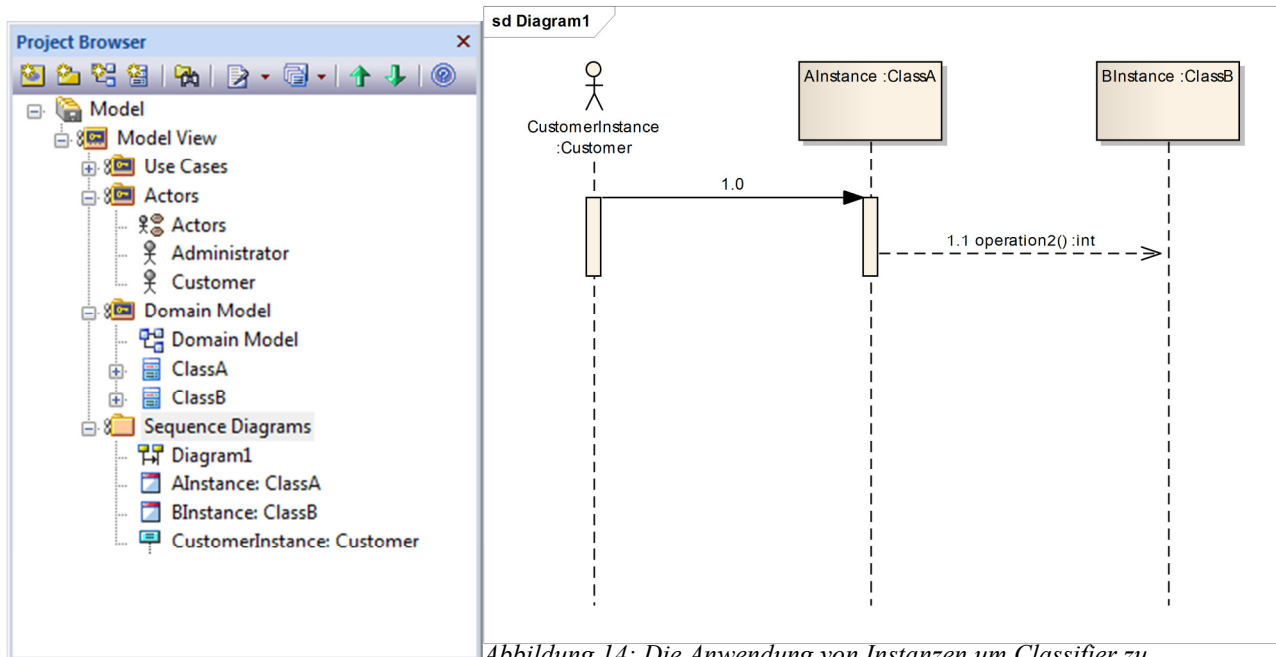 Project Browser
Model
Model View
Use Cases
Actors
Actors
Administrator
Customer
Domain Model
Domain Model
ClassA
ClassB
Sequence Diagrams
Diagram1
AInstance: ClassA
BInstance: ClassB
CustomerInstance: Customer
sd Diagram1
CustomerInstance
:Customer
AInstance :ClassA
BInstance :ClassB
1.0
1.1 operation2() :int
Abbildung 14: Die Anwendung von Instanzen um Classifier zu